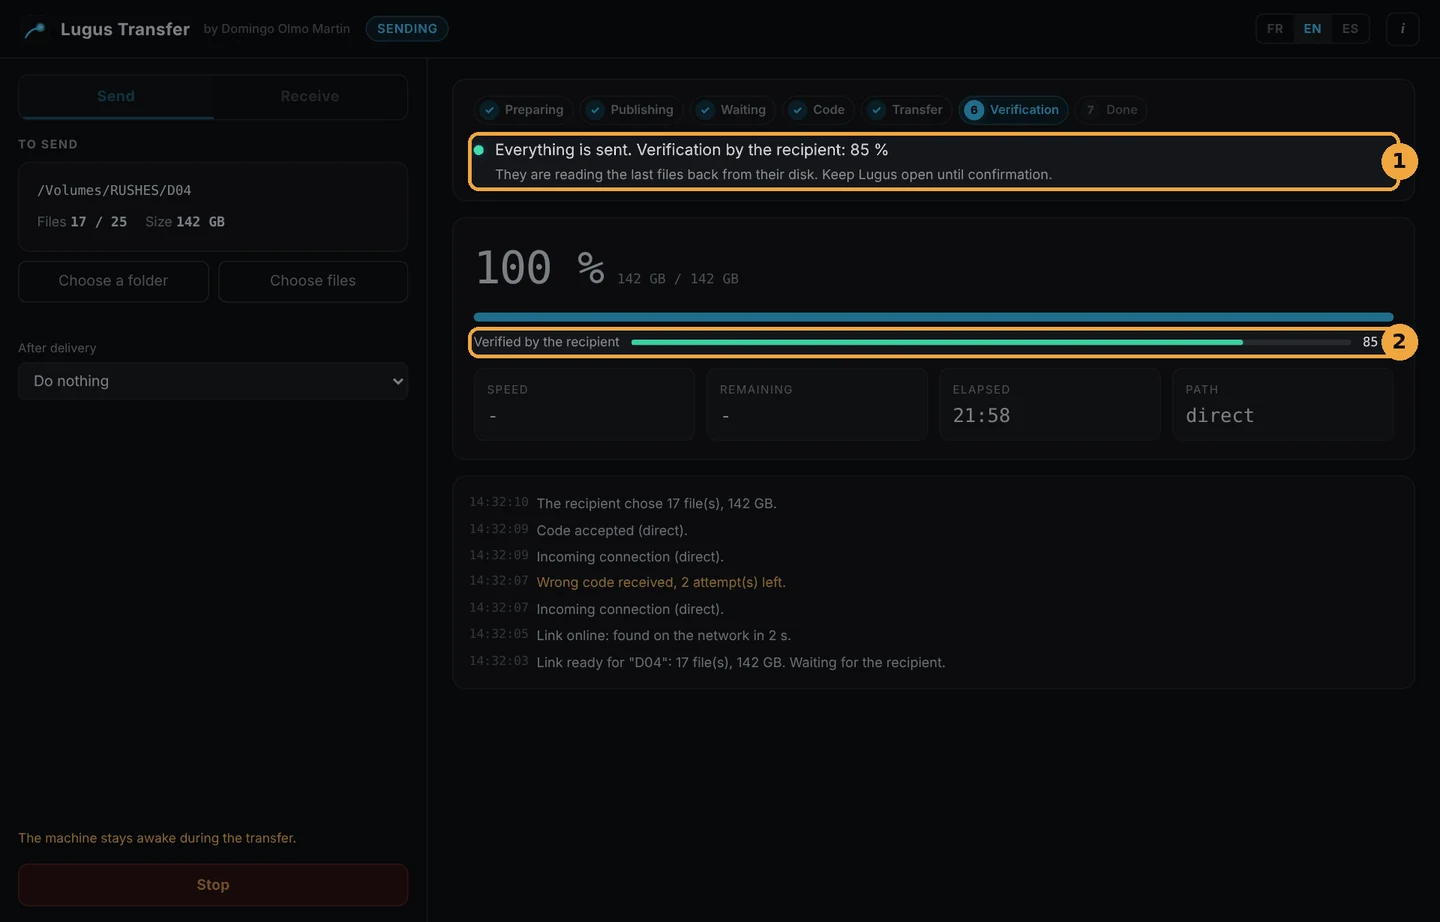 Lugus Transfer by Domingo Olmo Martin SENDING
FR EN ES i
Send Receive
TO SEND
/Volumes/RUSHES/D04
Files 17 / 25 Size 142 GB
Choose a folder Choose files
After delivery
Do nothing
The machine stays awake during the transfer.
Stop
Preparing Publishing Waiting Code Transfer 6 Verification 7 Done
Everything is sent. Verification by the recipient: 85 %
They are reading the last files back from their disk. Keep Lugus open until confirmation.
1
100 % 142 GB / 142 GB
Verified by the recipient 85
2
SPEED
-
REMAINING
-
ELAPSED
21:58
PATH
direct
14:32:10 The recipient chose 17 file(s), 142 GB.
14:32:09 Code accepted (direct).
14:32:09 Incoming connection (direct).
14:32:07 Wrong code received, 2 attempt(s) left.
14:32:07 Incoming connection (direct).
14:32:05 Link online: found on the network in 2 s.
14:32:03 Link ready for "D04": 17 file(s), 142 GB. Waiting for the recipient.